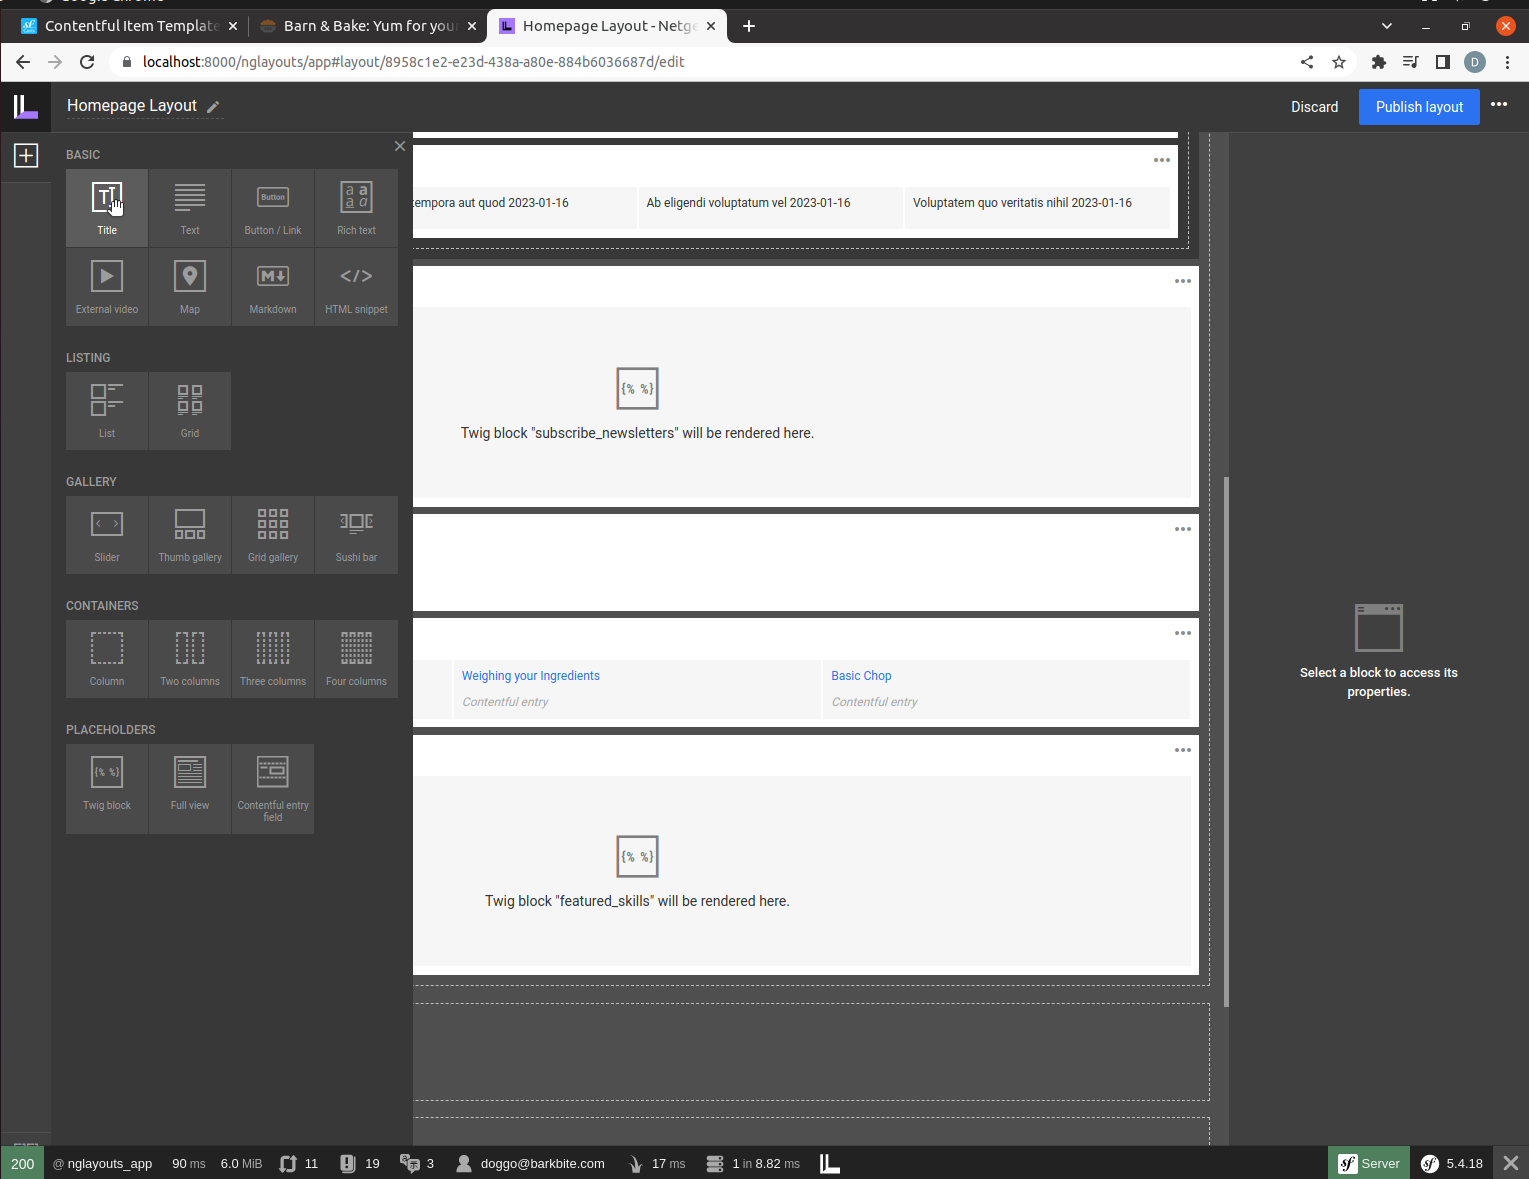 Google Chrome
Contentful Item Template
Barn & Bake: Yum for your
Homepage Layout - Netge
localhost:8000/nglayouts/app#layout/8958c1e2-e23d-438a-a80e-884b6036687d/edit
D
Homepage Layout
Discard
Publish layout
BASIC
Title
Text
Button
Button / Link
Rich text
External video
Map
Markdown
HTML snippet
LISTING
List
Grid
GALLERY
Slider
Thumb gallery
Grid gallery
Sushi bar
CONTAINERS
Column
Two columns
Three columns
Four columns
PLACEHOLDERS
{% %}
Twig block
Full view
Contentful entry
field
tempora aut quod 2023-01-16
Ab eligendi voluptatum vel 2023-01-16
Voluptatem quo veritatis nihil 2023-01-16
{% %}
Twig block "subscribe_newsletters" will be rendered here.
Weighing your Ingredients
Contentful entry
Basic Chop
Contentful entry
{% %}
Twig block "featured_skills" will be rendered here.
Select a block to access its
properties.
200
@ nglayouts_app
90 ms
6.0 MiB
11
19
3
doggo@barkbite.com
17 ms
1 in 8.82 ms
sf Server
sf 5.4.18